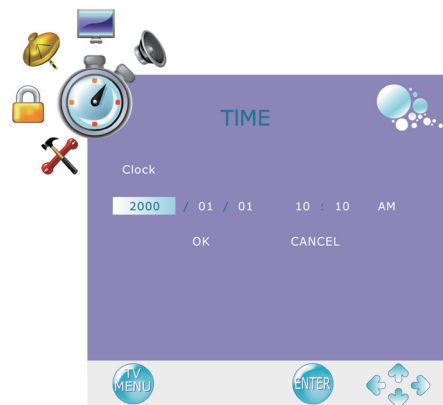 TIME
Clock
2000 / 01 / 01 10 : 10 AM
OK CANCEL
TV MENU ENTER